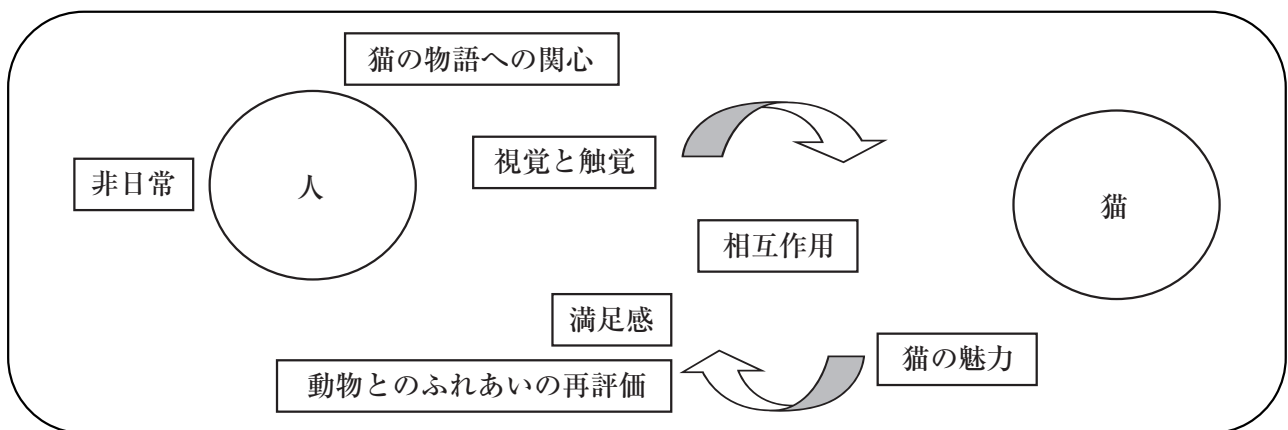 猫の物語への関心
視覚と触覚
非日常
人
猫
相互作用
満足感
猫の魅力
動物とのふれあいの再評価